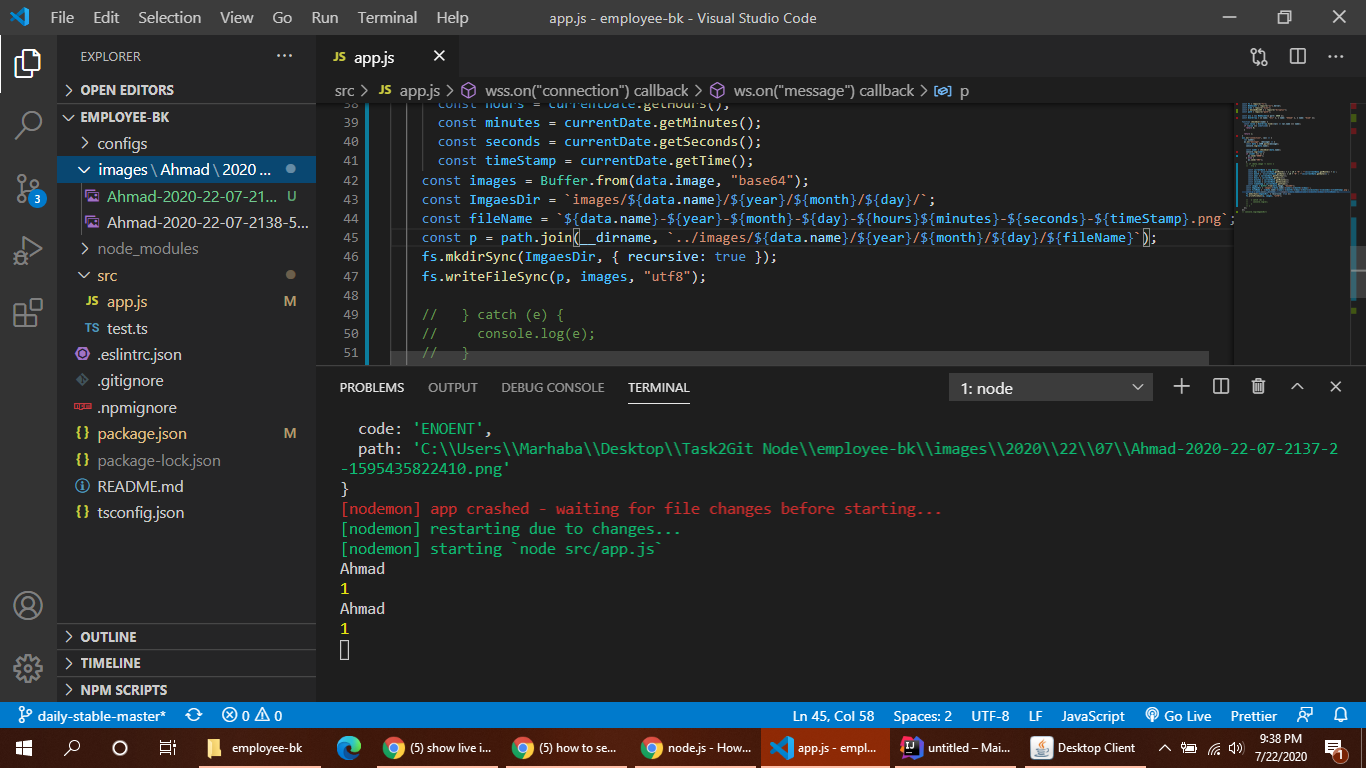 File Edit Selection View Go Run Terminal Help app.js - employee-bk - Visual Studio Code
EXPLORER
OPEN EDITORS
EMPLOYEE-BK
configs
images \ Ahmad \ 2020 ...
Ahmad-2020-22-07-21... U
Ahmad-2020-22-07-2138-5...
node_modules
src
JS app.js M
TS test.ts
.eslintrc.json
.gitignore
.npmignore
{ } package.json M
{ } package-lock.json
README.md
{ } tsconfig.json
OUTLINE
TIMELINE
NPM SCRIPTS
3
JS app.js
src > JS app.js > wss.on("connection") callback > ws.on("message") callback > p
38 const hours = currentDate.getHours();
39 const minutes = currentDate.getMinutes();
40 const seconds = currentDate.getSeconds();
41 const timeStamp = currentDate.getTime();
42 const images = Buffer.from(data.image, "base64");
43 const ImgaesDir = `images/${data.name}/${year}/${month}/${day}/`;
44 const fileName = `${data.name}-${year}-${month}-${day}-${hours}${minutes}-${seconds}-${timeStamp}.png`;
45 const p = path.join(__dirname, `../images/${data.name}/${year}/${month}/${day}/${fileName}`);
46 fs.mkdirSync(ImgaesDir, { recursive: true });
47 fs.writeFileSync(p, images, "utf8");
48
49 // } catch (e) {
50 // console.log(e);
51 // }
PROBLEMS OUTPUT DEBUG CONSOLE TERMINAL 1: node
code: 'ENOENT',
path: 'C:\\Users\\Marhaba\\Desktop\\Task2Git Node\\employee-bk\\images\\2020\\22\\07\\Ahmad-2020-22-07-2137-2
-1595435822410.png'
}
[nodemon] app crashed - waiting for file changes before starting...
[nodemon] restarting due to changes...
[nodemon] starting `node src/app.js`
Ahmad
1
Ahmad
1
daily-stable-master* 0 0 Ln 45, Col 58 Spaces: 2 UTF-8 LF JavaScript Go Live Prettier
employee-bk (5) show live i... (5) how to se... node.js - How... app.js - empl... untitled – Mai... Desktop Client 9:38 PM
7/22/2020
1